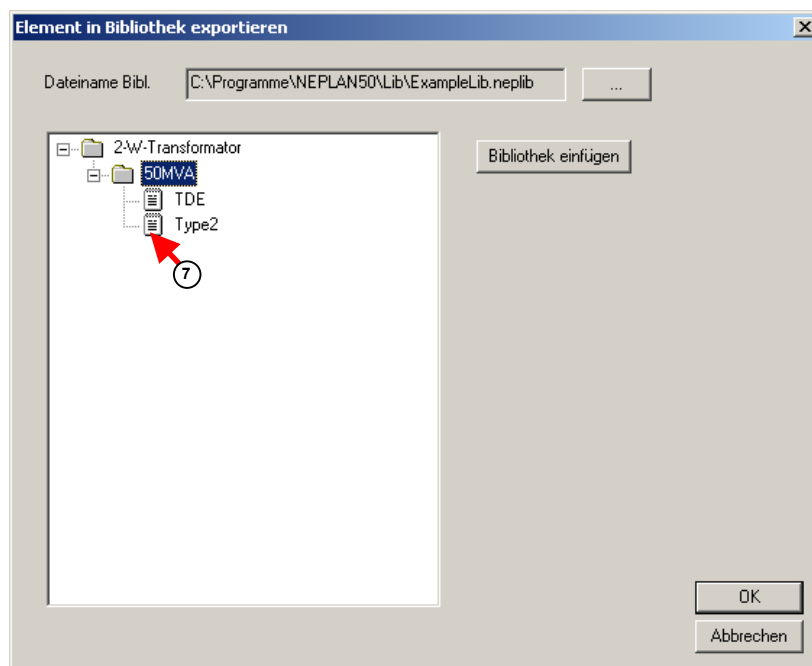 Element in Bibliothek exportieren
Dateiname Bibl. C:\Programme\NEPLAN50\Lib\ExampleLib.neplib ...
2-W-Transformator
Bibliothek einfügen
50MVA
TDE
Type2
7
OK
Abbrechen